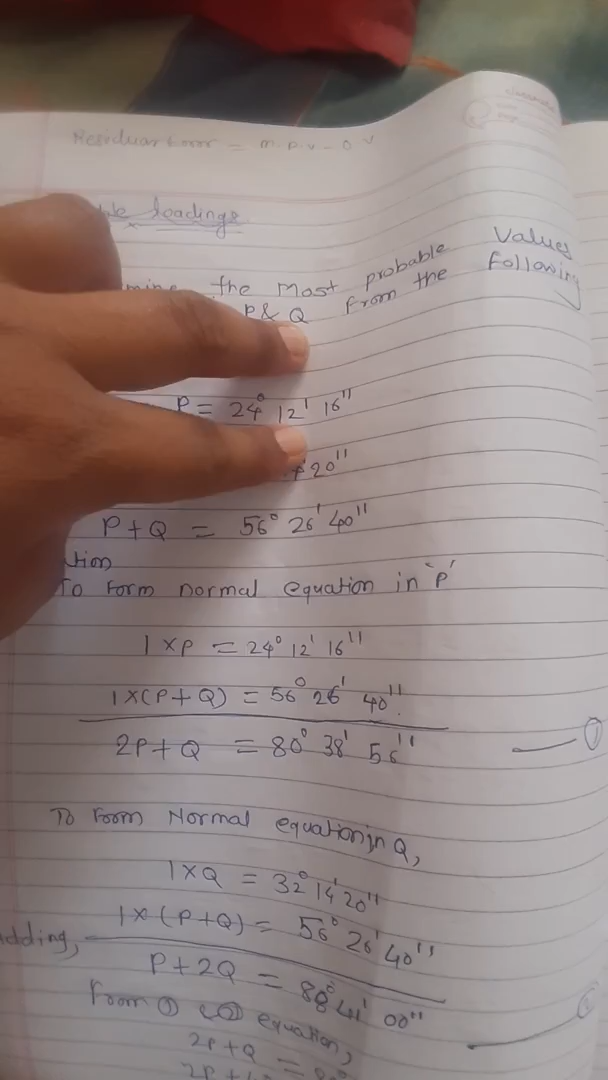 Residual Error = M.P.V - O.V
loadings
the Most probable Values
P & Q from the Following
P = 24° 12' 16"
20"
P+Q = 56° 26' 40"
To Form normal equation in 'P'
1 × P = 24° 12' 16"
1×(P+Q) = 56° 26' 40"
2P+Q = 80° 38' 56" — ①
To Form Normal equation in Q,
1×Q = 32° 14' 20"
1×(P+Q) = 56° 26' 40"
adding,
P+2Q = 88° 41' 00"
From ① & ② equation,
2P+Q =